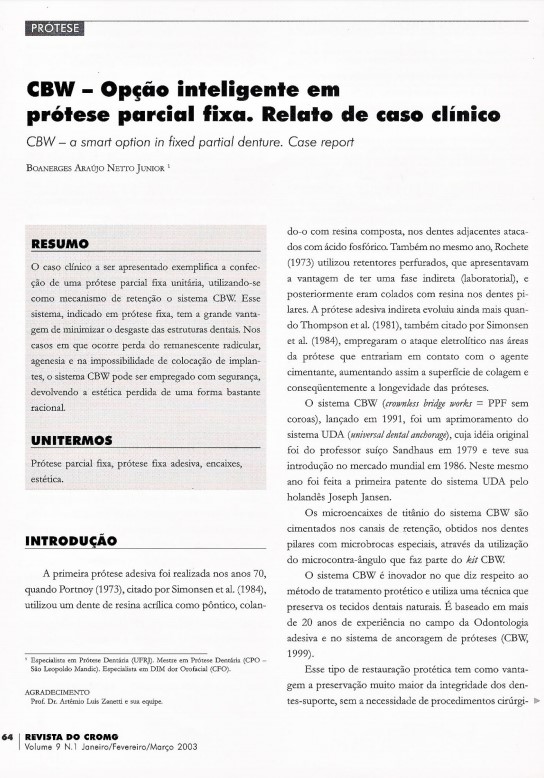 PRÓTESE
CBW – Opção inteligente em
prótese parcial fixa. Relato de caso clínico
CBW – a smart option in fixed partial denture. Case report
BOANERGES ARAÚJO NETTO JUNIOR ¹
RESUMO
O caso clínico a ser apresentado exemplifica a confec-
ção de uma prótese parcial fixa unitária, utilizando-se
como mecanismo de retenção o sistema CBW. Esse
sistema, indicado em prótese fixa, tem a grande vanta-
gem de minimizar o desgaste das estruturas dentais. Nos
casos em que ocorre perda do remanescente radicular,
agenesia e na impossibilidade de colocação de implan-
tes, o sistema CBW pode ser empregado com segurança,
devolvendo a estética perdida de uma forma bastante
racional.
UNITERMOS
Prótese parcial fixa, prótese fixa adesiva, encaixes,
estética.
INTRODUÇÃO
A primeira prótese adesiva foi realizada nos anos 70,
quando Portnoy (1973), citado por Simonsen et al. (1984),
utilizou um dente de resina acrílica como pôntico, colan-
¹ Especialista em Prótese Dentária (UFRJ). Mestre em Prótese Dentária (CPO –
São Leopoldo Mandic). Especialista em DIM dor Orofacial (CFO).
AGRADECIMENTO
Prof. Dr. Artêmio Luis Zanetti e sua equipe.
do-o com resina composta, nos dentes adjacentes ataca-
dos com ácido fosfórico. Também no mesmo ano, Rochete
(1973) utilizou retentores perfurados, que apresentavam
a vantagem de ter uma fase indireta (laboratorial), e
posteriormente eram colados com resina nos dentes pi-
lares. A prótese adesiva indireta evoluiu ainda mais quan-
do Thompson et al. (1981), também citado por Simonsen
et al. (1984), empregaram o ataque eletrolítico nas áreas
da prótese que entrariam em contato com o agente
cimentante, aumentando assim a superfície de colagem e
conseqüentemente a longevidade das próteses.
O sistema CBW (crownless bridge works = PPF sem
coroas), lançado em 1991, foi um aprimoramento do
sistema UDA (universal dental anchorage), cuja idéia original
foi do professor suíço Sandhaus em 1979 e teve sua
introdução no mercado mundial em 1986. Neste mesmo
ano foi feita a primeira patente do sistema UDA pelo
holandês Joseph Jansen.
Os microencaixes de titânio do sistema CBW são
cimentados nos canais de retenção, obtidos nos dentes
pilares com microbrocas especiais, através da utilização
do microcontra-ângulo que faz parte do kit CBW.
O sistema CBW é inovador no que diz respeito ao
método de tratamento protético e utiliza uma técnica que
preserva os tecidos dentais naturais. É baseado em mais
de 20 anos de experiência no campo da Odontologia
adesiva e no sistema de ancoragem de próteses (CBW,
1999).
Esse tipo de restauração protética tem como vanta-
gem a preservação muito maior da integridade dos den-
tes-suporte, sem a necessidade de procedimentos cirúrgi-
64 REVISTA DO CROMG
Volume 9 N.1 Janeiro/Fevereiro/Março 2003